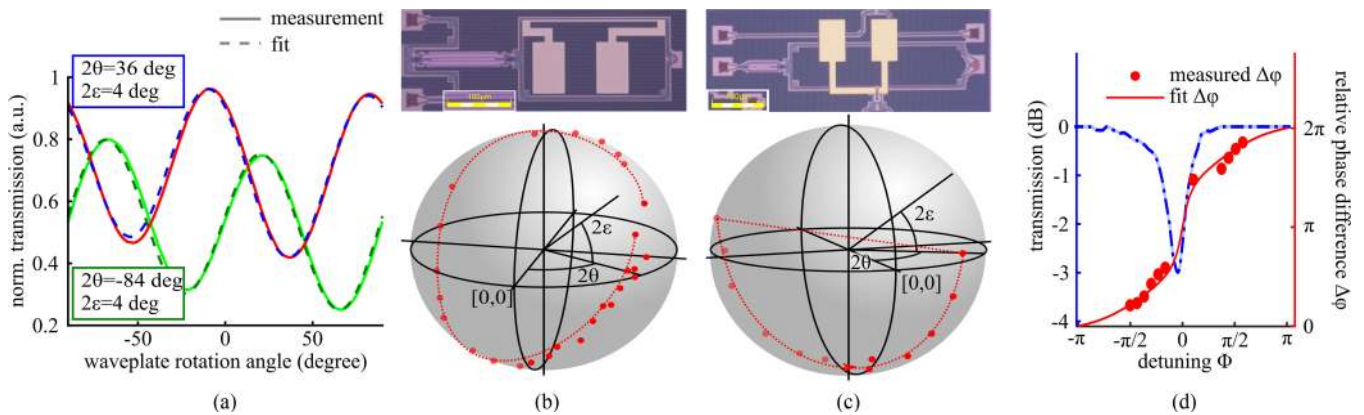 measurement
fit
2θ=36 deg
2ε=4 deg
2θ=-84 deg
2ε=4 deg
norm. transmission (a.u.)
1
0.8
0.6
0.4
0.2
-50
0
50
waveplate rotation angle (degree)
(a)
100µm
2ε
2θ
[0,0]
(b)
2ε
2θ
[0,0]
(c)
measured Δφ
fit Δφ
transmission (dB)
0
-1
-2
-3
-4
relative phase difference Δφ
2π
π
0
-π
-π/2
0
π/2
π
detuning Φ
(d)